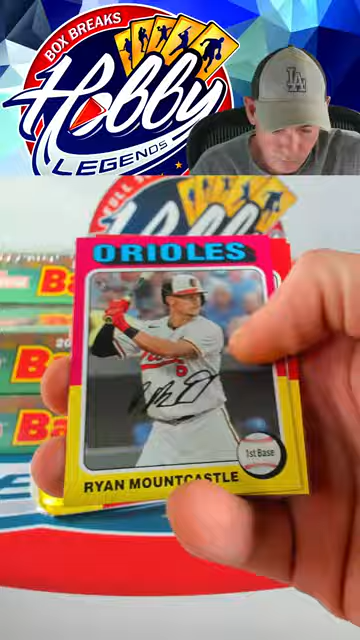 BOX BREAKS
Hobby
LEGENDS
ORIOLES
6
RYAN MOUNTCASTLE
1st Base
LA
Ba
Ba
Ba